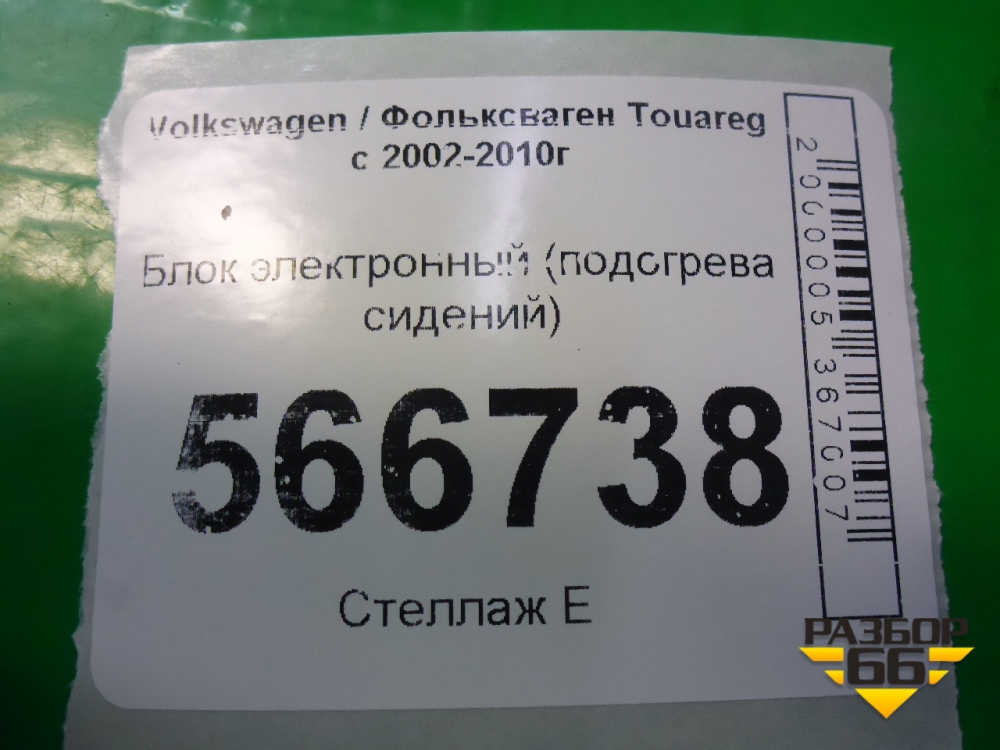 Volkswagen / Фольксваген Touareg
с 2002-2010г
Блок электронный (подогрева
сидений)
566738
Стеллаж Е
2000005367007
РАЗБОР
66